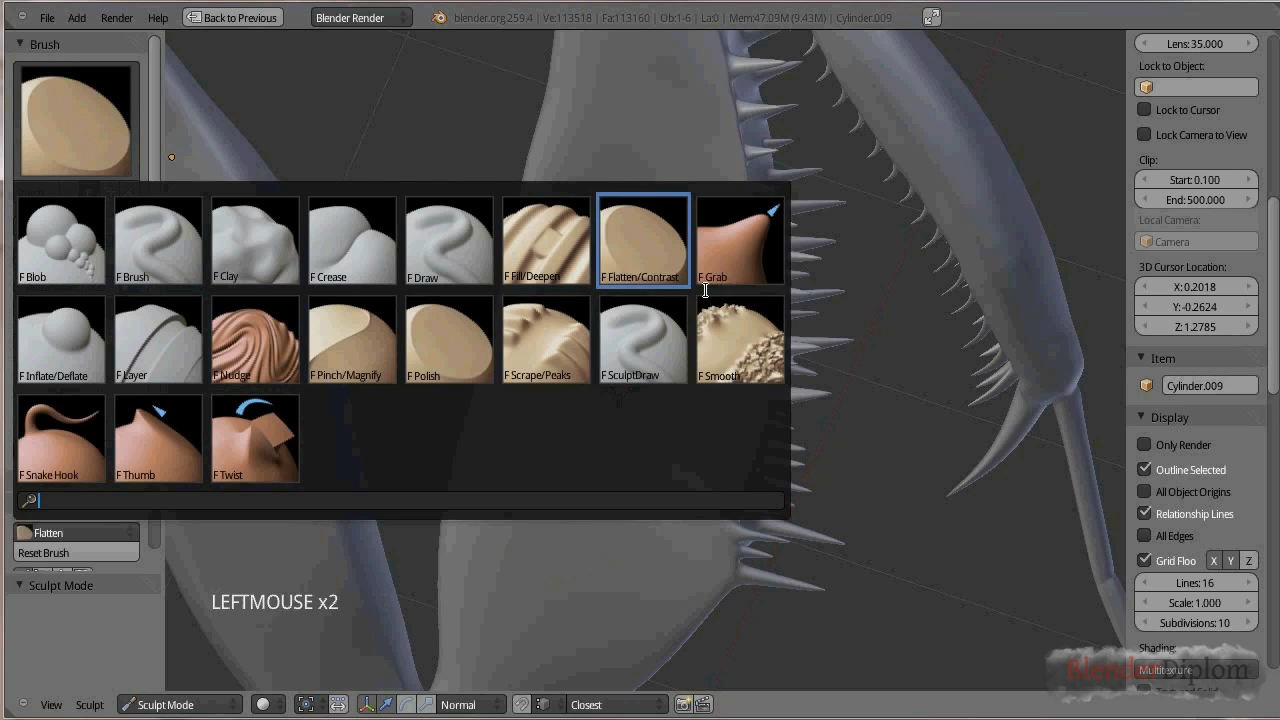 File Add Render Help Back to Previous Blender Render blender.org 259.4 | Ve:113518 | Fa:113160 | Ob:1-6 | La:0 | Mem:47.09M (9.43M) | Cylinder.009
Brush
F Blob F Brush F Clay F Crease F Draw F Fill/Deepen F Flatten/Contrast F Grab
F Inflate/Deflate F Layer F Nudge F Pinch/Magnify F Polish F Scrape/Peaks F SculptDraw F Smooth
F Snake Hook F Thumb F Twist
Flatten
Reset Brush
Sculpt Mode
LEFTMOUSE x2
Lens: 35.000
Lock to Object:
Lock to Cursor
Lock Camera to View
Clip:
Start: 0.100
End: 500.000
Local Camera:
Camera
3D Cursor Location:
X: 0.2018
Y: -0.2624
Z: 1.2785
Item
Cylinder.009
Display
Only Render
Outline Selected
All Object Origins
Relationship Lines
All Edges
Grid Floo X Y Z
Lines: 16
Scale: 1.000
Subdivisions: 10
Shading:
Multitexture
BlenderDiplom
View Sculpt Sculpt Mode Normal Closest